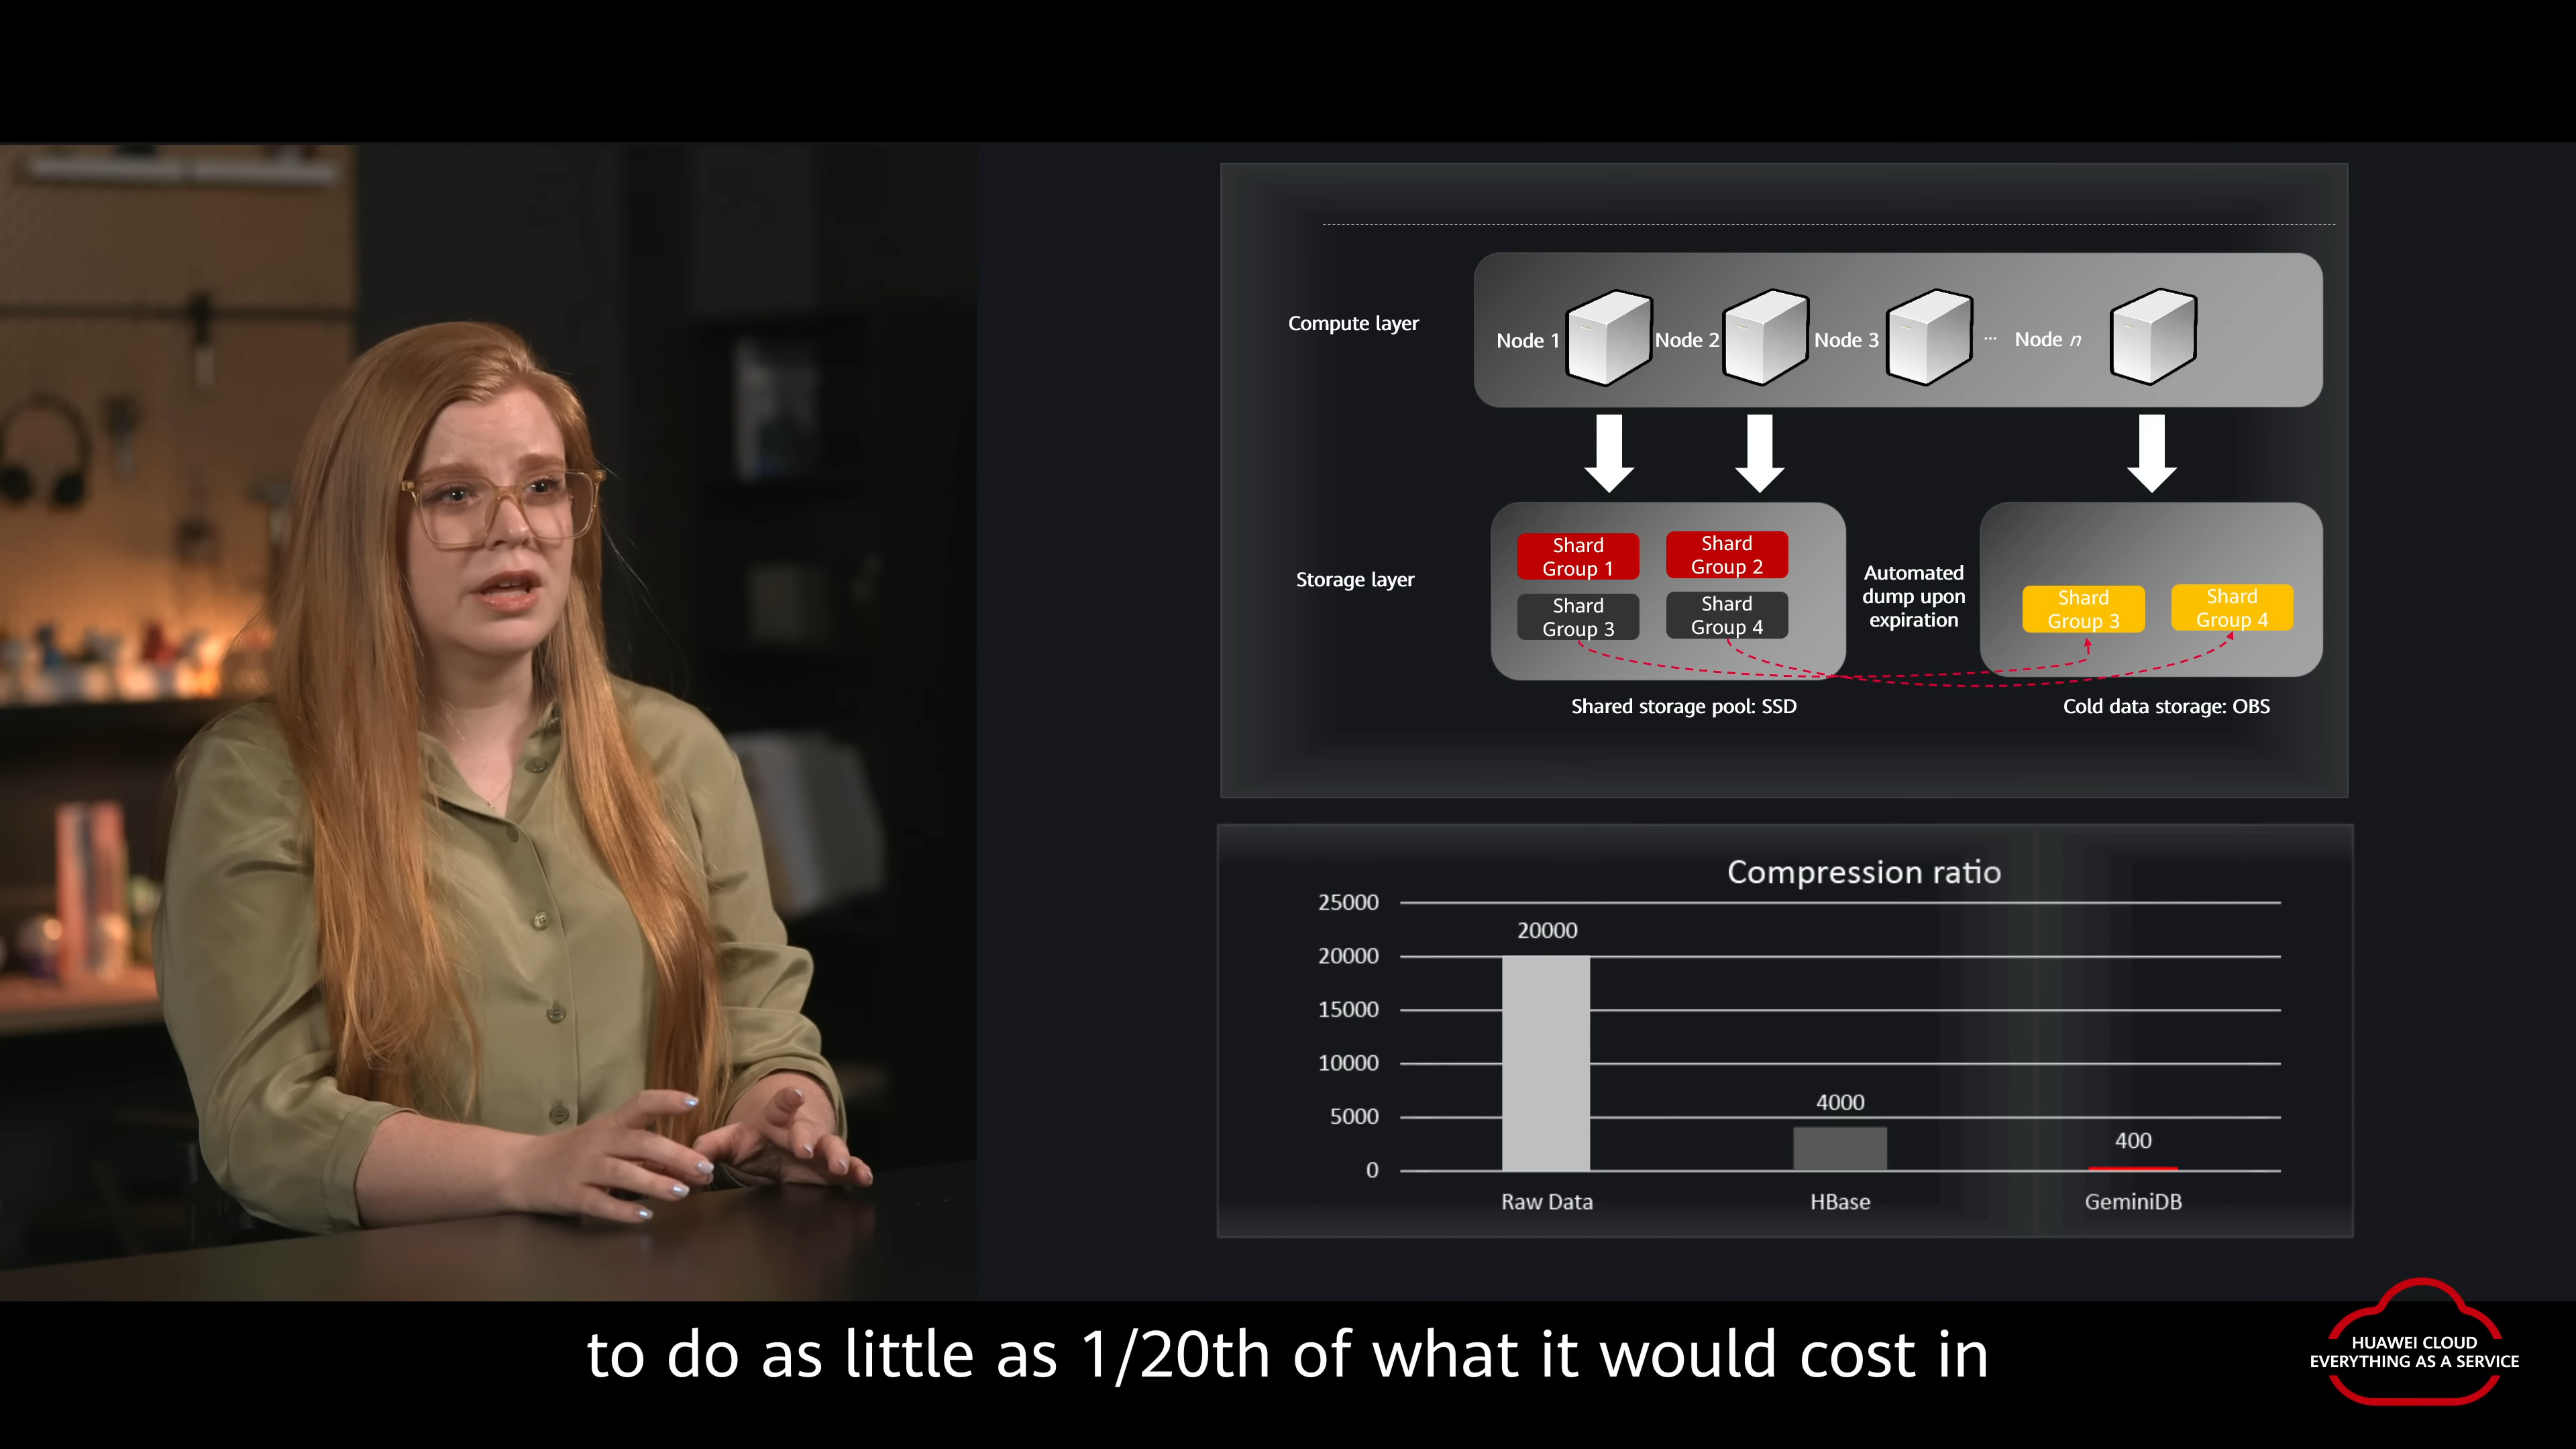 Compute layer
Node 1
Node 2
Node 3
...
Node n
Storage layer
Shard
Group 1
Shard
Group 2
Shard
Group 3
Shard
Group 4
Automated
dump upon
expiration
Shard
Group 3
Shard
Group 4
Shared storage pool: SSD
Cold data storage: OBS
Compression ratio
25000
20000
15000
10000
5000
0
20000
4000
400
Raw Data
HBase
GeminiDB
to do as little as 1/20th of what it would cost in
HUAWEI CLOUD
EVERYTHING AS A SERVICE